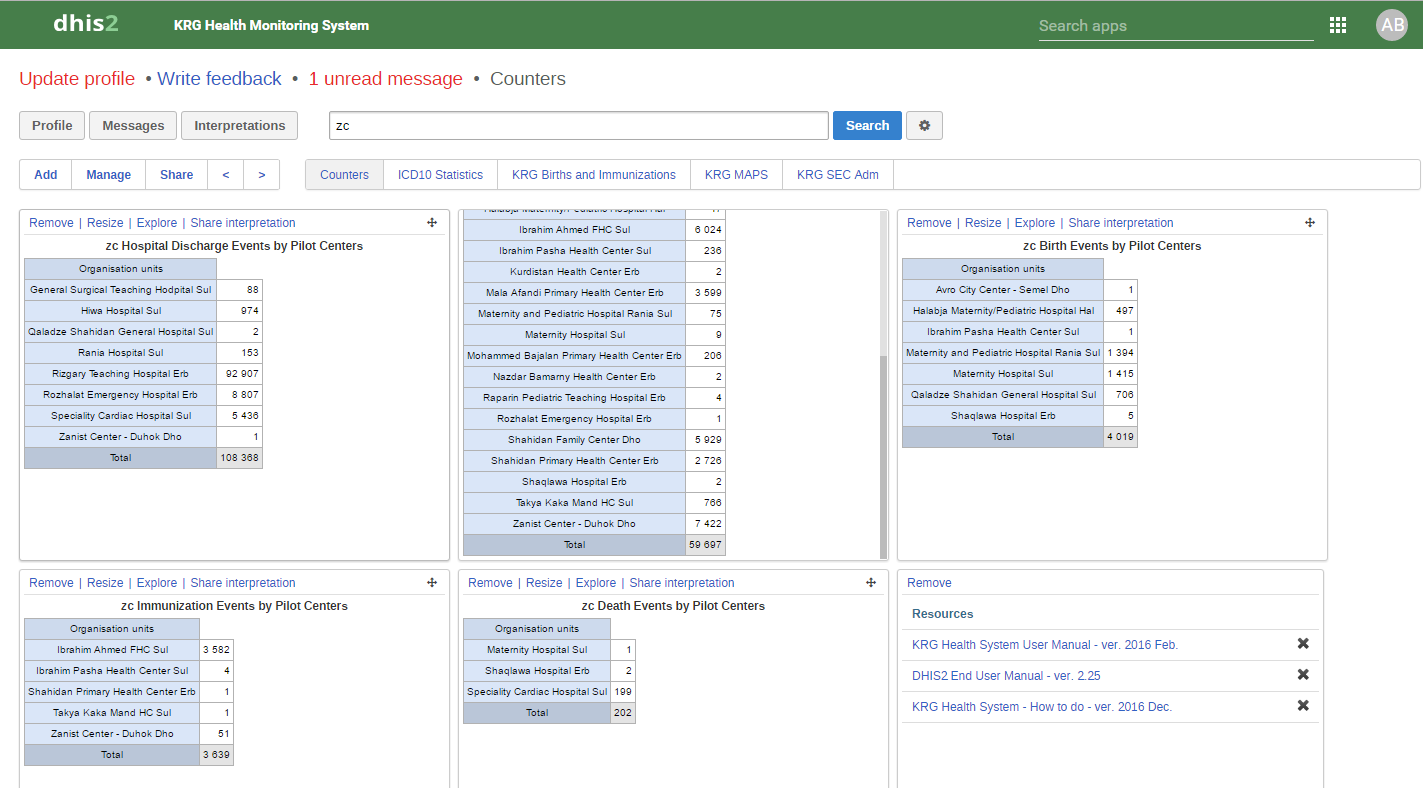 dhis2 KRG Health Monitoring System Search apps AB
Update profile • Write feedback • 1 unread message • Counters
Profile Messages Interpretations zc Search
Add Manage Share < > Counters ICD10 Statistics KRG Births and Immunizations KRG MAPS KRG SEC Adm
Remove | Resize | Explore | Share interpretation
zc Hospital Discharge Events by Pilot Centers
Organisation units
General Surgical Teaching Hodpital Sul 88
Hiwa Hospital Sul 974
Qaladze Shahidan General Hospital Sul 2
Rania Hospital Sul 153
Rizgary Teaching Hospital Erb 92 907
Rozhalat Emergency Hospital Erb 8 807
Speciality Cardiac Hospital Sul 5 436
Zanist Center - Duhok Dho 1
Total 108 368
Halabja Maternity/Pediatric Hospital Hal
Ibrahim Ahmed FHC Sul 6 024
Ibrahim Pasha Health Center Sul 236
Kurdistan Health Center Erb 2
Mala Afandi Primary Health Center Erb 3 599
Maternity and Pediatric Hospital Rania Sul 75
Maternity Hospital Sul 9
Mohammed Bajalan Primary Health Center Erb 206
Nazdar Bamarny Health Center Erb 2
Raparin Pediatric Teaching Hospital Erb 4
Rozhalat Emergency Hospital Erb 1
Shahidan Family Center Dho 5 929
Shahidan Primary Health Center Erb 2 726
Shaqlawa Hospital Erb 2
Takya Kaka Mand HC Sul 766
Zanist Center - Duhok Dho 7 422
Total 59 697
Remove | Resize | Explore | Share interpretation
zc Birth Events by Pilot Centers
Organisation units
Avro City Center - Semel Dho 1
Halabja Maternity/Pediatric Hospital Hal 497
Ibrahim Pasha Health Center Sul 1
Maternity and Pediatric Hospital Rania Sul 1 394
Maternity Hospital Sul 1 415
Qaladze Shahidan General Hospital Sul 706
Shaqlawa Hospital Erb 5
Total 4 019
Remove | Resize | Explore | Share interpretation
zc Immunization Events by Pilot Centers
Organisation units
Ibrahim Ahmed FHC Sul 3 582
Ibrahim Pasha Health Center Sul 4
Shahidan Primary Health Center Erb 1
Takya Kaka Mand HC Sul 1
Zanist Center - Duhok Dho 51
Total 3 639
Remove | Resize | Explore | Share interpretation
zc Death Events by Pilot Centers
Organisation units
Maternity Hospital Sul 1
Shaqlawa Hospital Erb 2
Speciality Cardiac Hospital Sul 199
Total 202
Remove
Resources
KRG Health System User Manual - ver. 2016 Feb.
DHIS2 End User Manual - ver. 2.25
KRG Health System - How to do - ver. 2016 Dec.